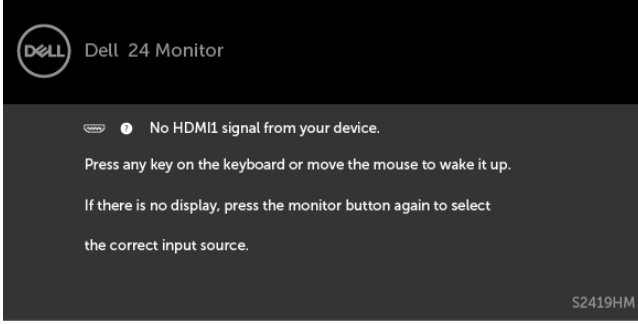 DELL
Dell 24 Monitor
? No HDMI1 signal from your device.
Press any key on the keyboard or move the mouse to wake it up.
If there is no display, press the monitor button again to select
the correct input source.
S2419HM